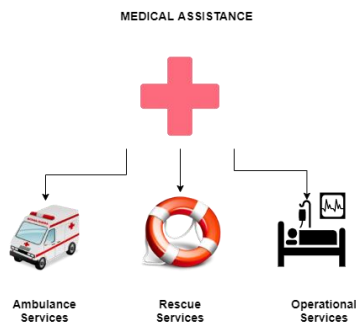 MEDICAL ASSISTANCE
Ambulance
Services
Rescue
Services
Operational
Services